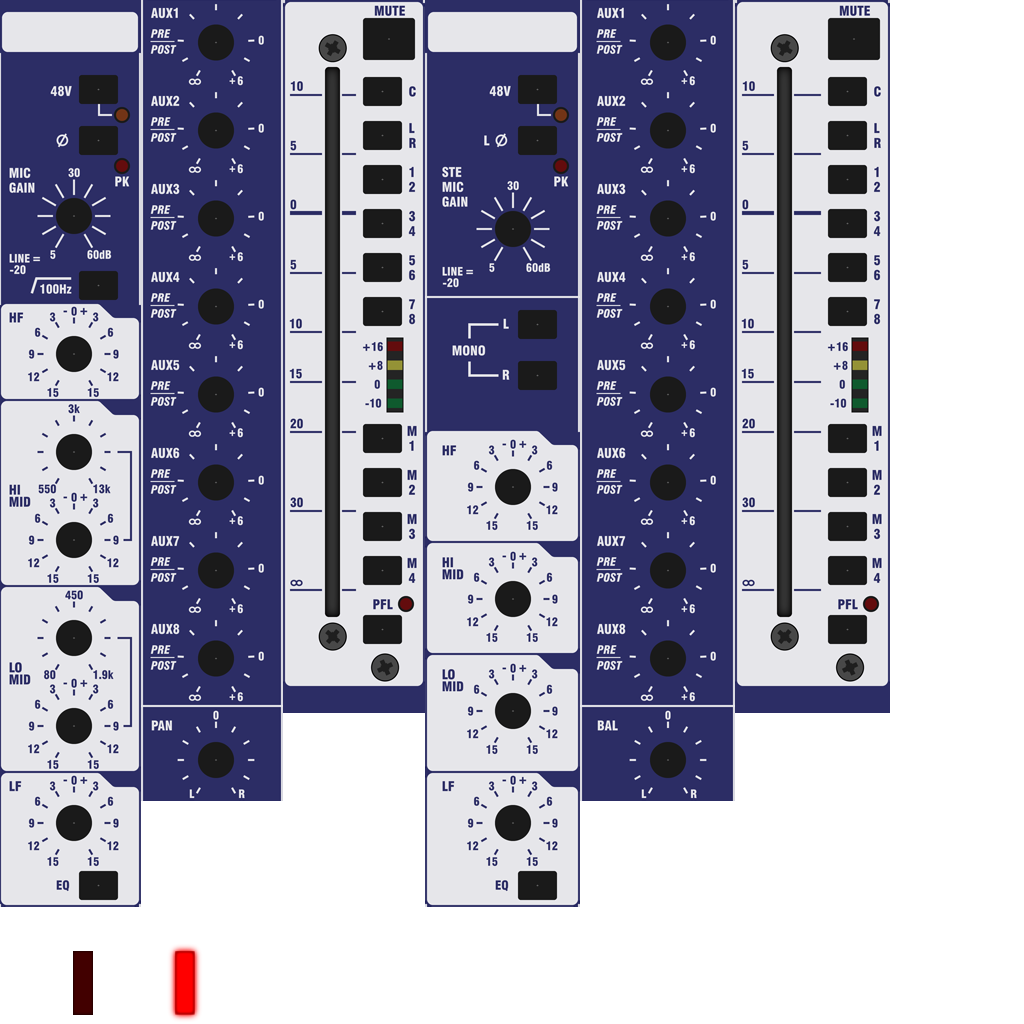 48V
Ø
PK
MIC
GAIN
30
5 60dB
LINE =
-20
√100Hz
HF
3 - 0 + 3
6 6
9 9
12 12
15 15
3k
550 13k
HI
MID
3 - 0 + 3
6 6
9 9
12 12
15 15
450
80 1.9k
LO
MID
3 - 0 + 3
6 6
9 9
12 12
15 15
LF
3 - 0 + 3
6 6
9 9
12 12
15 15
EQ
AUX1
PRE
POST
0
∞ +6
AUX2
PRE
POST
0
∞ +6
AUX3
PRE
POST
0
∞ +6
AUX4
PRE
POST
0
∞ +6
AUX5
PRE
POST
0
∞ +6
AUX6
PRE
POST
0
∞ +6
AUX7
PRE
POST
0
∞ +6
AUX8
PRE
POST
0
∞ +6
PAN
0
L R
MUTE
10
5
0
5
10
15
20
30
∞
C
L
R
1
2
3
4
5
6
7
8
+16
+8
0
-10
M
1
M
2
M
3
M
4
PFL
48V
L Ø
PK
STE
MIC
GAIN
30
5 60dB
LINE =
-20
L
MONO
R
HF
3 - 0 + 3
6 6
9 9
12 12
15 15
HI
MID
3 - 0 + 3
6 6
9 9
12 12
15 15
LO
MID
3 - 0 + 3
6 6
9 9
12 12
15 15
LF
3 - 0 + 3
6 6
9 9
12 12
15 15
EQ
AUX1
PRE
POST
0
∞ +6
AUX2
PRE
POST
0
∞ +6
AUX3
PRE
POST
0
∞ +6
AUX4
PRE
POST
0
∞ +6
AUX5
PRE
POST
0
∞ +6
AUX6
PRE
POST
0
∞ +6
AUX7
PRE
POST
0
∞ +6
AUX8
PRE
POST
0
∞ +6
BAL
0
L R
MUTE
10
5
0
5
10
15
20
30
∞
C
L
R
1
2
3
4
5
6
7
8
+16
+8
0
-10
M
1
M
2
M
3
M
4
PFL